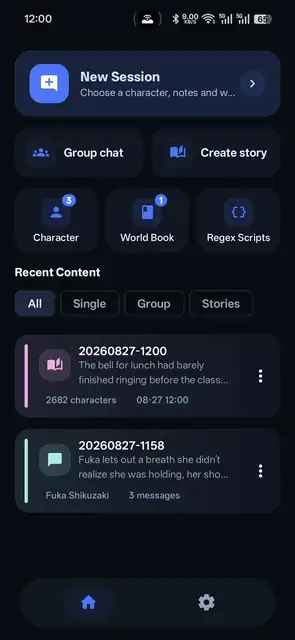 12:00
9.00
KB/S
5G
5G
65
New Session
Choose a character, notes and w...
Group chat
Create story
3
1
Character
World Book
Regex Scripts
Recent Content
All
Single
Group
Stories
20260827-1200
The bell for lunch had barely
finished ringing before the class...
2682 characters
08-27 12:00
20260827-1158
Fuka lets out a breath she didn't
realize she was holding, her sho...
Fuka Shikuzaki
3 messages